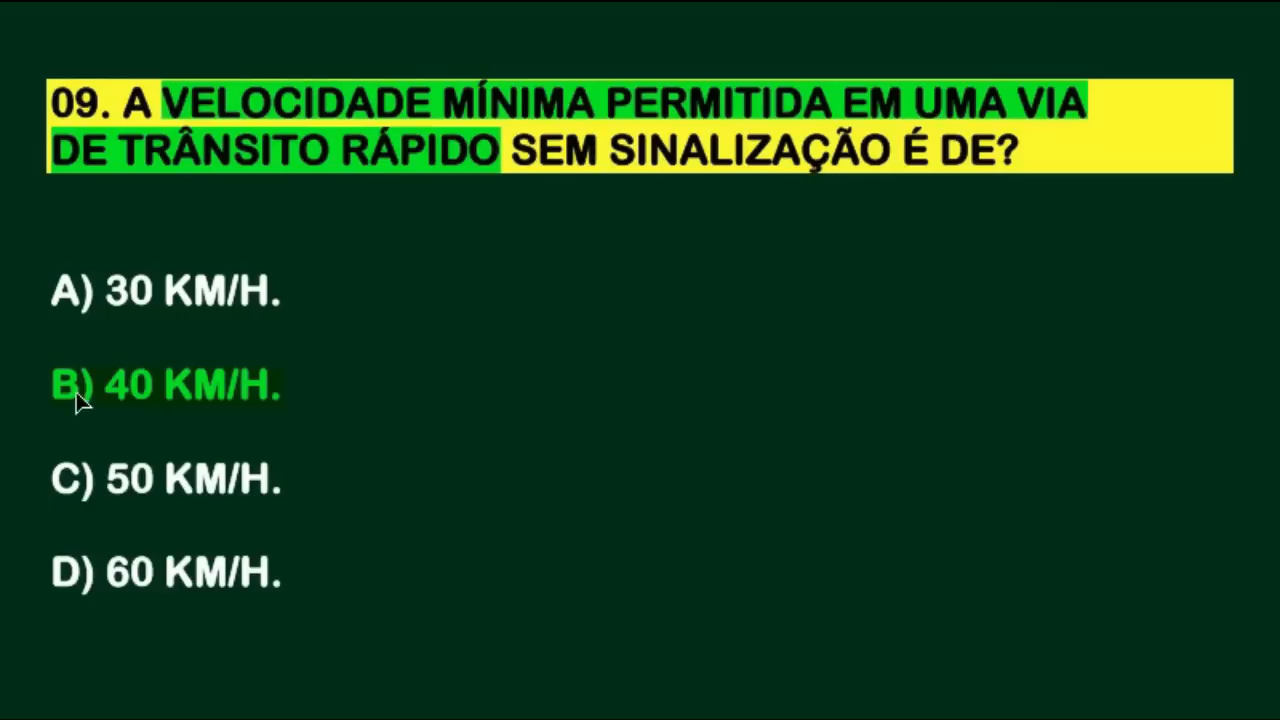 09. A VELOCIDADE MÍNIMA PERMITIDA EM UMA VIA
DE TRÂNSITO RÁPIDO SEM SINALIZAÇÃO É DE?
A) 30 KM/H.
B) 40 KM/H.
C) 50 KM/H.
D) 60 KM/H.